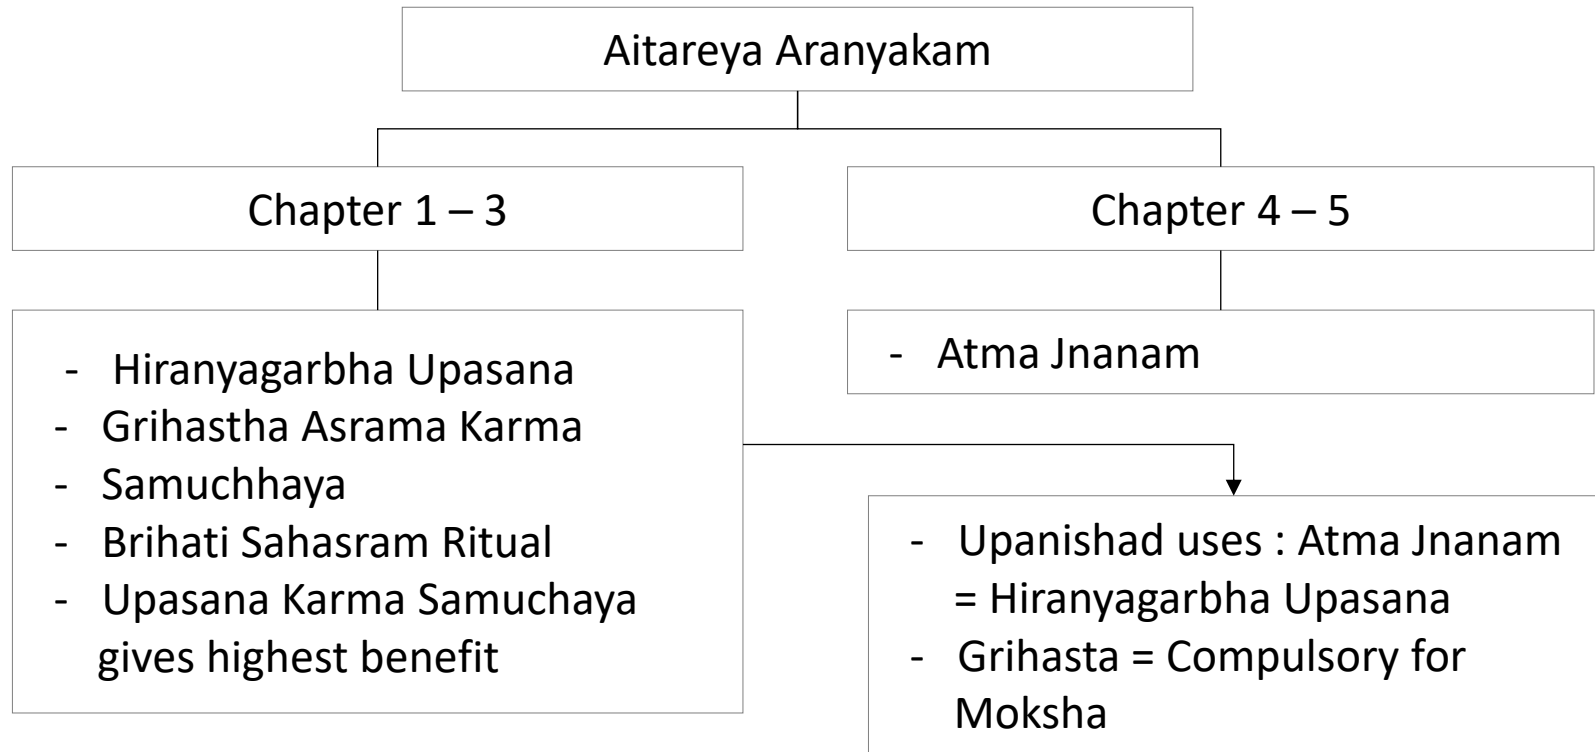 Aitareya Aranyakam
Chapter 1 – 3
Chapter 4 – 5
- Hiranyagarbha Upasana
- Grihastha Asrama Karma
- Samuchhaya
- Brihati Sahasram Ritual
- Upasana Karma Samuchaya
gives highest benefit
- Atma Jnanam
- Upanishad uses : Atma Jnanam
= Hiranyagarbha Upasana
- Grihasta = Compulsory for
Moksha